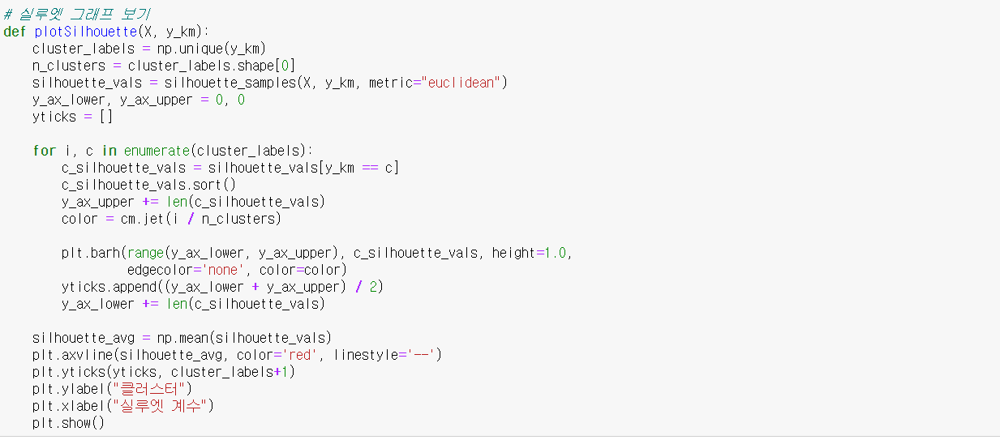 # 실루엣 그래프 보기
def plotSilhouette(X, y_km):
    cluster_labels = np.unique(y_km)
    n_clusters = cluster_labels.shape[0]
    silhouette_vals = silhouette_samples(X, y_km, metric="euclidean")
    y_ax_lower, y_ax_upper = 0, 0
    yticks = []
    for i, c in enumerate(cluster_labels):
        c_silhouette_vals = silhouette_vals[y_km == c]
        c_silhouette_vals.sort()
        y_ax_upper += len(c_silhouette_vals)
        color = cm.jet(i / n_clusters)
        plt.barh(range(y_ax_lower, y_ax_upper), c_silhouette_vals, height=1.0,
                 edgecolor='none', color=color)
        yticks.append((y_ax_lower + y_ax_upper) / 2)
        y_ax_lower += len(c_silhouette_vals)
    silhouette_avg = np.mean(silhouette_vals)
    plt.axvline(silhouette_avg, color='red', linestyle='--')
    plt.yticks(yticks, cluster_labels+1)
    plt.ylabel("클러스터")
    plt.xlabel("실루엣 계수")
    plt.show()